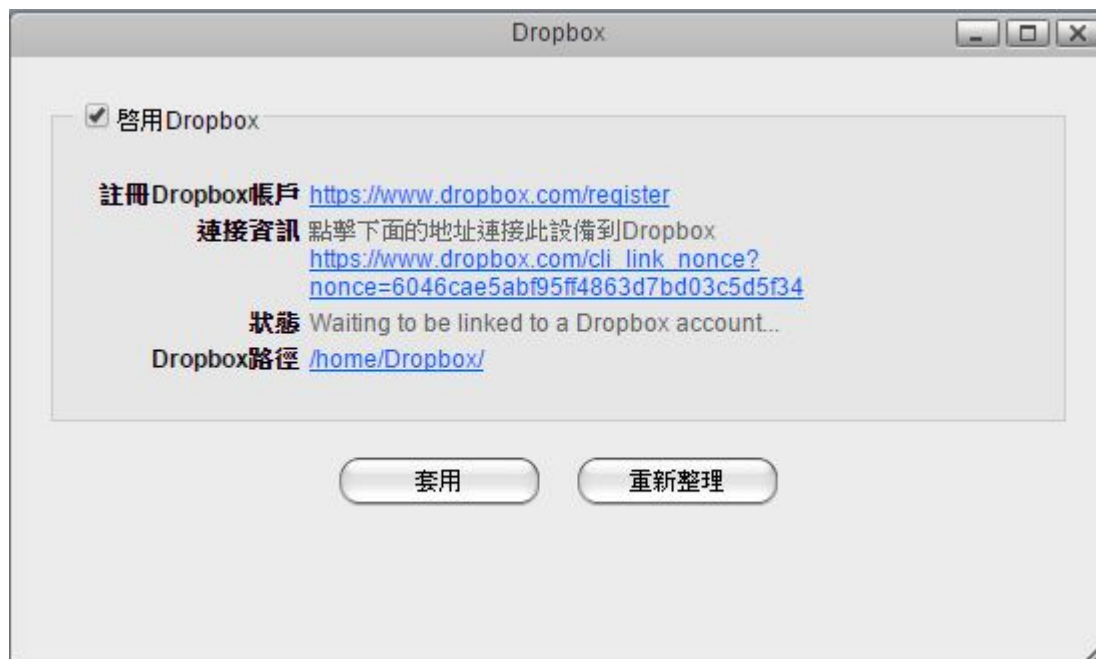 Dropbox
啓用Dropbox
註冊Dropbox帳戶 https://www.dropbox.com/register
連接資訊 點擊下面的地址連接此設備到Dropbox
https://www.dropbox.com/cli_link_nonce?
nonce=6046cae5abf95ff4863d7bd03c5d5f34
狀態 Waiting to be linked to a Dropbox account...
Dropbox路徑 /home/Dropbox/
套用 重新整理